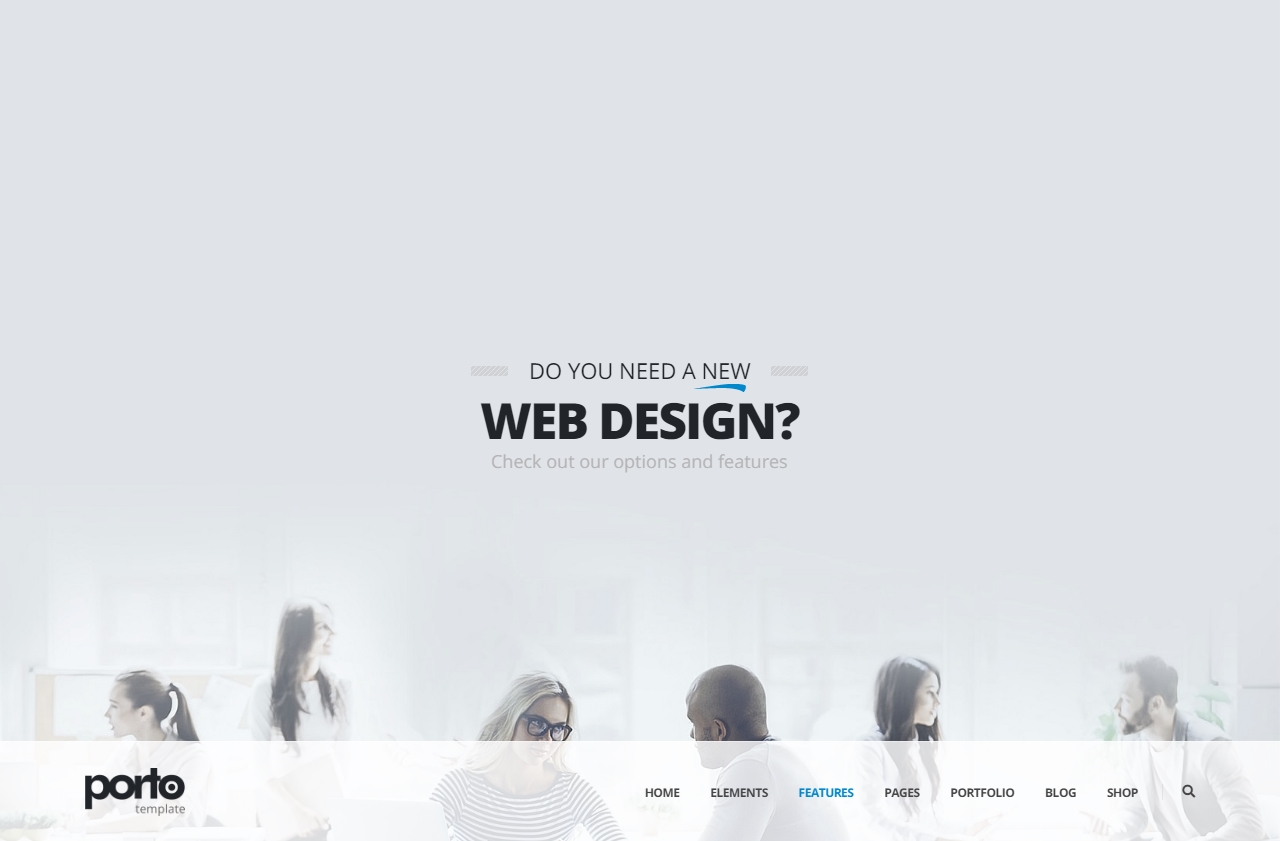 DO YOU NEED A NEW
WEB DESIGN?
Check out our options and features
porto
template
HOME ELEMENTS FEATURES PAGES PORTFOLIO BLOG SHOP